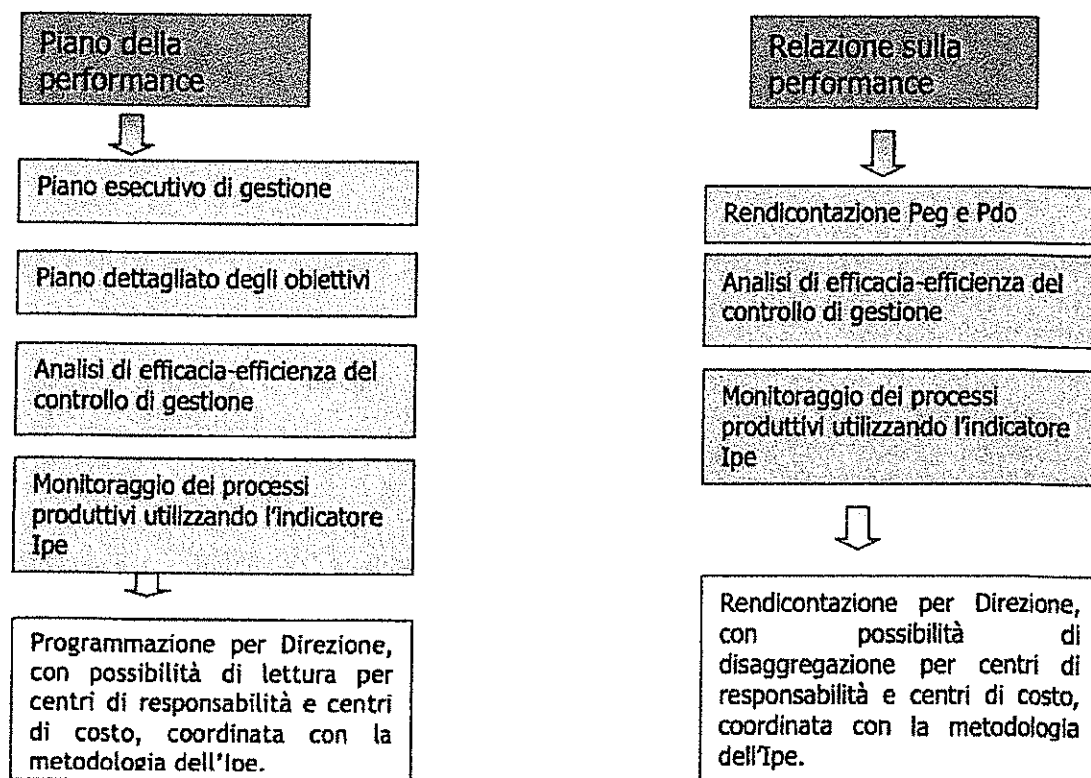 Piano della
performance
Piano esecutivo di gestione
Piano dettagliato degli obiettivi
Analisi di efficacia-efficienza del
controllo di gestione
Monitoraggio dei processi
produttivi utilizzando l'indicatore
Ipe
Programmazione per Direzione,
con possibilità di lettura per
centri di responsabilità e centri
di costo, coordinata con la
metodologia dell'Ipe.
Relazione sulla
performance
Rendicontazione Peg e Pdo
Analisi di efficacia-efficienza del
controllo di gestione
Monitoraggio dei processi
produttivi utilizzando l'indicatore
Ipe
Rendicontazione per Direzione,
con possibilità di
disaggregazione per centri di
responsabilità e centri di costo,
coordinata con la metodologia
dell'Ipe.